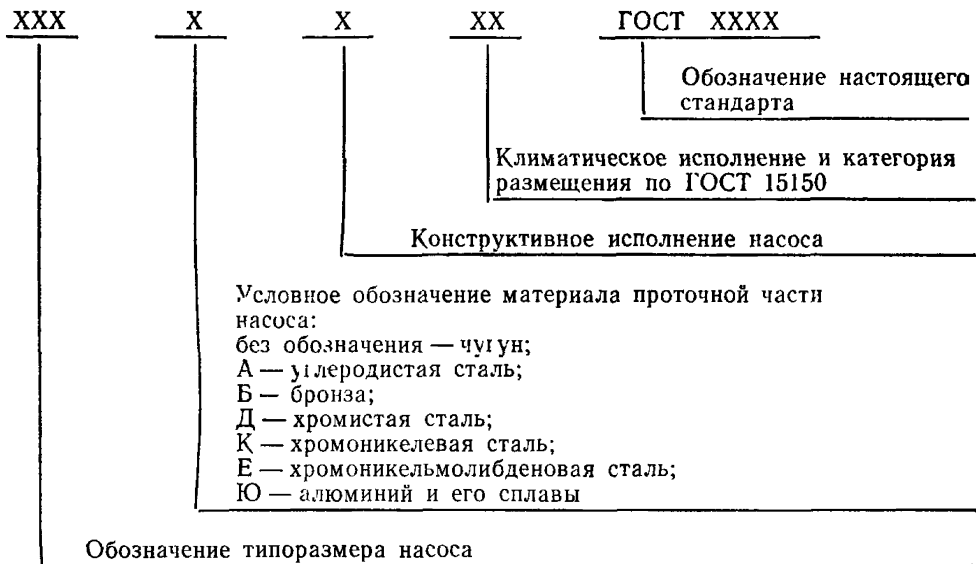 XXX X X XX ГОСТ XXXX
Обозначение настоящего
стандарта
Климатическое исполнение и категория
размещения по ГОСТ 15150
Конструктивное исполнение насоса
Условное обозначение материала проточной части
насоса:
без обозначения — чугун;
А — углеродистая сталь;
Б — бронза;
Д — хромистая сталь;
К — хромоникелевая сталь;
Е — хромоникельмолибденовая сталь;
Ю — алюминий и его сплавы
Обозначение типоразмера насоса